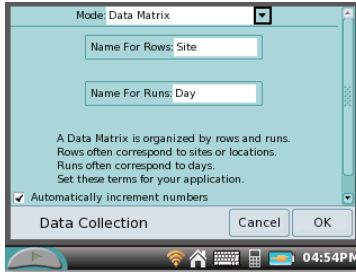 Mode: Data Matrix
Name For Rows: Site
Name For Runs: Day
A Data Matrix is organized by rows and runs.
Rows often correspond to sites or locations.
Runs often correspond to days.
Set these terms for your application.
Automatically increment numbers
Data Collection Cancel OK
04:54PM